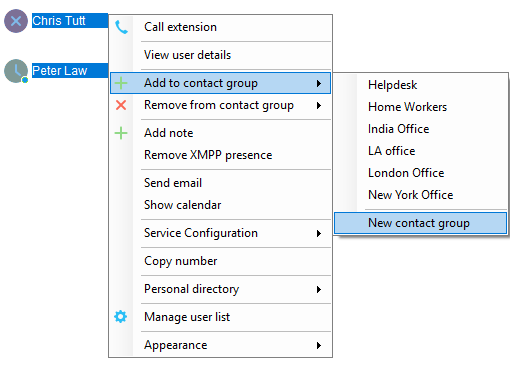 Chris Tutt
Peter Law
Call extension
View user details
Add to contact group
Remove from contact group
Add note
Remove XMPP presence
Send email
Show calendar
Service Configuration
Copy number
Personal directory
Manage user list
Appearance
Helpdesk
Home Workers
India Office
LA office
London Office
New York Office
New contact group